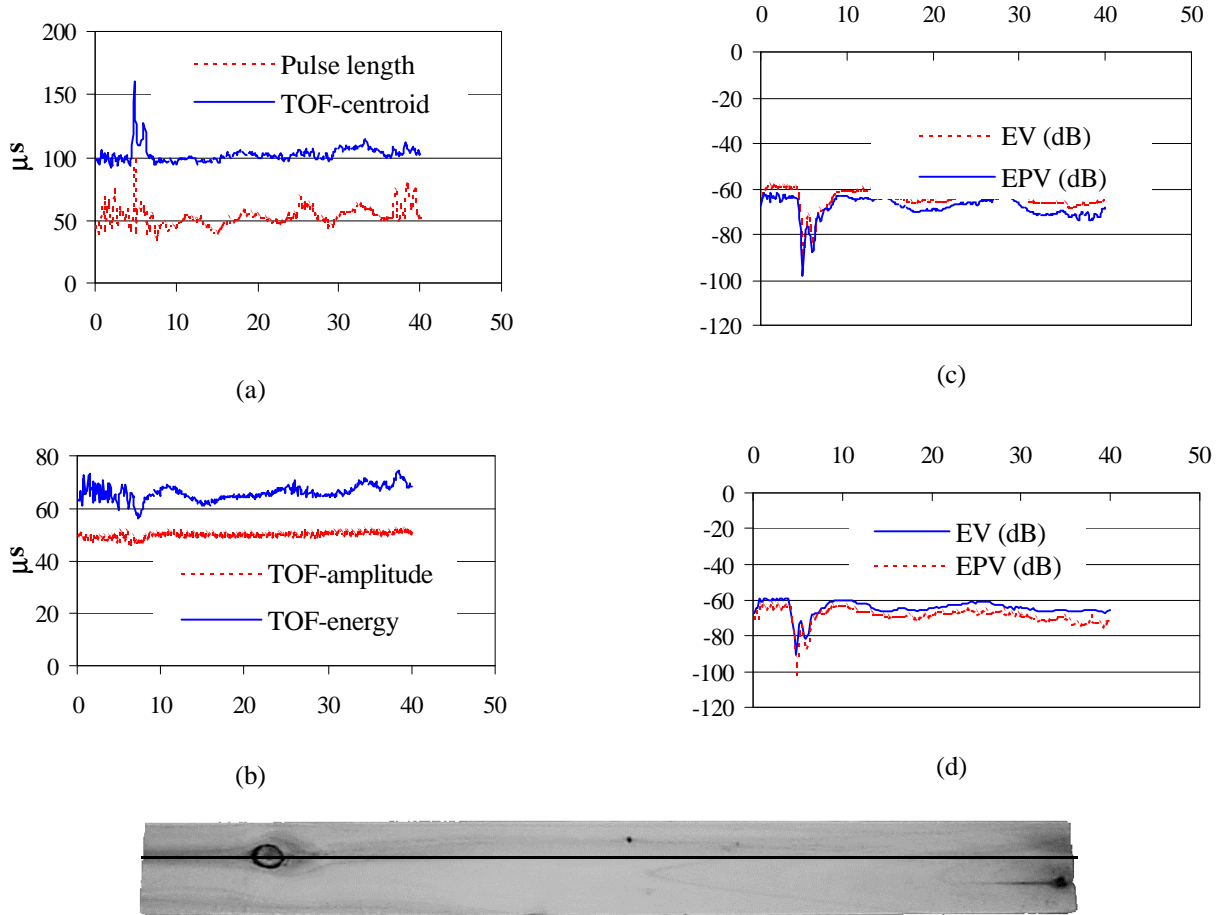 200
150
100
50
0
μs
Pulse length
TOF-centroid
0 10 20 30 40 50
(a)
0 10 20 30 40 50
0
-20
-40
-60
-80
-100
-120
EV (dB)
EPV (dB)
(c)
80
60
40
20
0
μs
TOF-amplitude
TOF-energy
0 10 20 30 40 50
(b)
0 10 20 30 40 50
0
-20
-40
-60
-80
-100
-120
EV (dB)
EPV (dB)
(d)